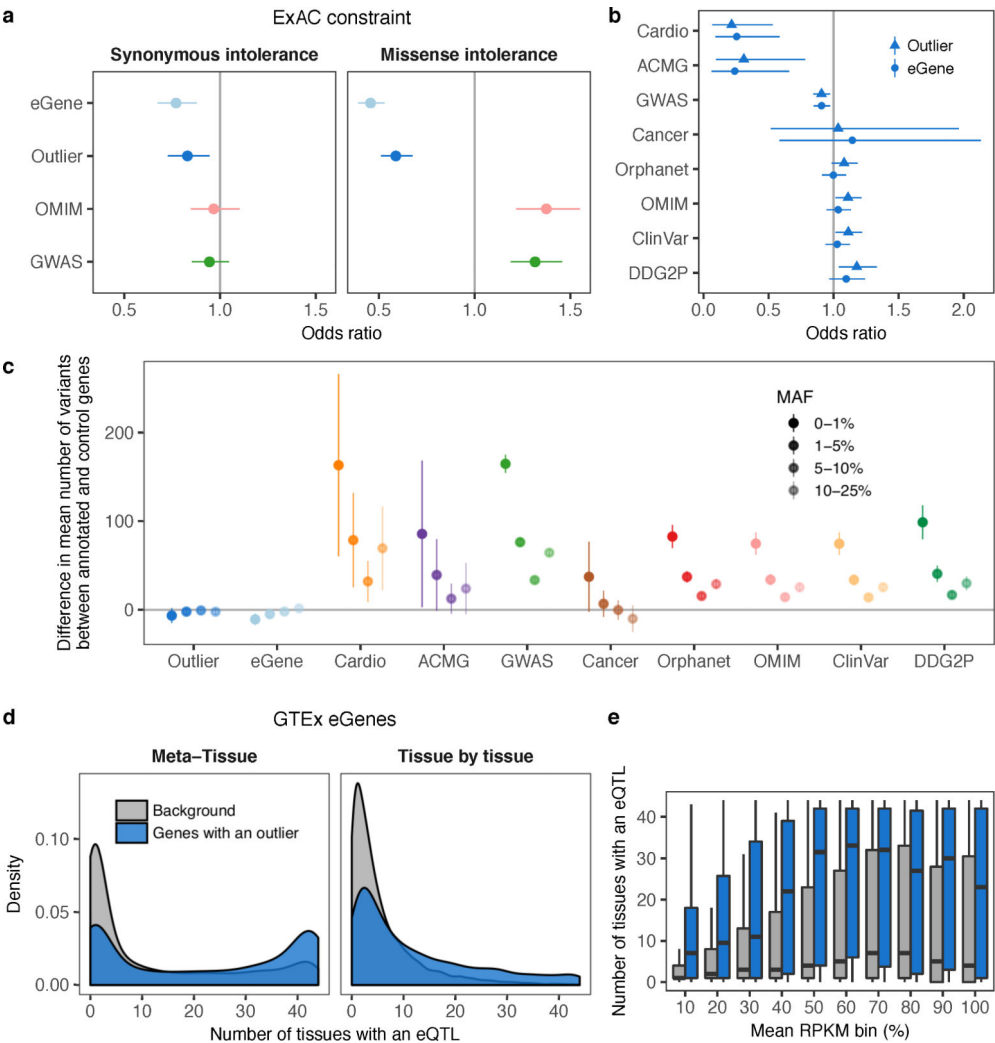 a
ExAC constraint
Synonymous intolerance
Missense intolerance
eGene
Outlier
OMIM
GWAS
0.5
1.0
1.5
0.5
1.0
1.5
Odds ratio
Odds ratio
b
Cardio
ACMG
GWAS
Cancer
Orphanet
OMIM
ClinVar
DDG2P
Outlier
eGene
0.0
0.5
1.0
1.5
2.0
Odds ratio
c
Difference in mean number of variants
between annotated and control genes
200
100
0
MAF
0–1%
1–5%
5–10%
10–25%
Outlier
eGene
Cardio
ACMG
GWAS
Cancer
Orphanet
OMIM
ClinVar
DDG2P
d
GTEx eGenes
Meta–Tissue
Tissue by tissue
Background
Genes with an outlier
Density
0.10
0.05
0.00
0
10
20
30
40
0
10
20
30
40
Number of tissues with an eQTL
e
Number of tissues with an eQTL
40
30
20
10
0
10
20
30
40
50
60
70
80
90
100
Mean RPKM bin (%)